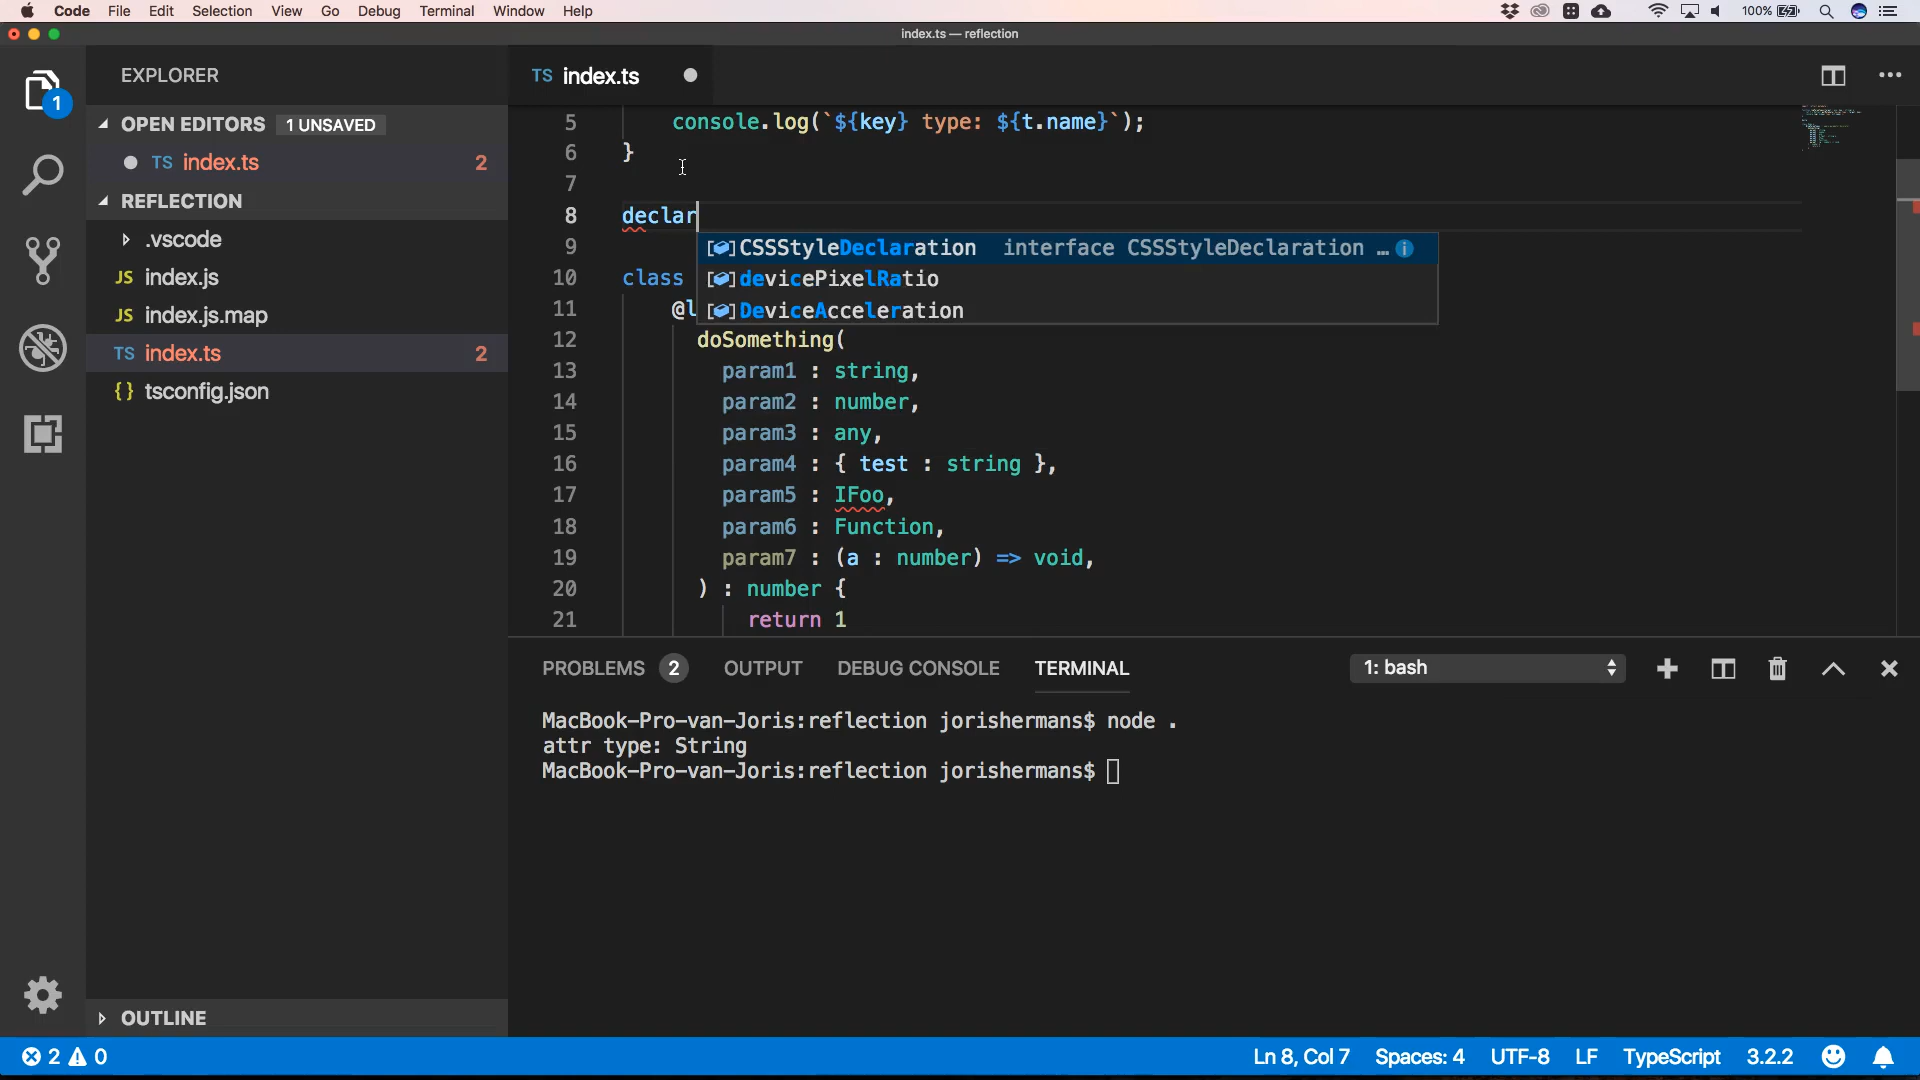 Code File Edit Selection View Go Debug Terminal Window Help 100%
index.ts — reflection
EXPLORER
TS index.ts
1
OPEN EDITORS 1 UNSAVED
TS index.ts 2
REFLECTION
.vscode
JS index.js
JS index.js.map
TS index.ts 2
{} tsconfig.json
OUTLINE
5 console.log(`${key} type: ${t.name}`);
6 }
7
8 declar
9
CSSStyleDeclaration interface CSSStyleDeclaration …
devicePixelRatio
DeviceAcceleration
10 class
11 @l
12 doSomething(
13 param1 : string,
14 param2 : number,
15 param3 : any,
16 param4 : { test : string },
17 param5 : IFoo,
18 param6 : Function,
19 param7 : (a : number) => void,
20 ) : number {
21 return 1
PROBLEMS 2 OUTPUT DEBUG CONSOLE TERMINAL 1: bash
MacBook-Pro-van-Joris:reflection jorishermans$ node .
attr type: String
MacBook-Pro-van-Joris:reflection jorishermans$
2 0 Ln 8, Col 7 Spaces: 4 UTF-8 LF TypeScript 3.2.2